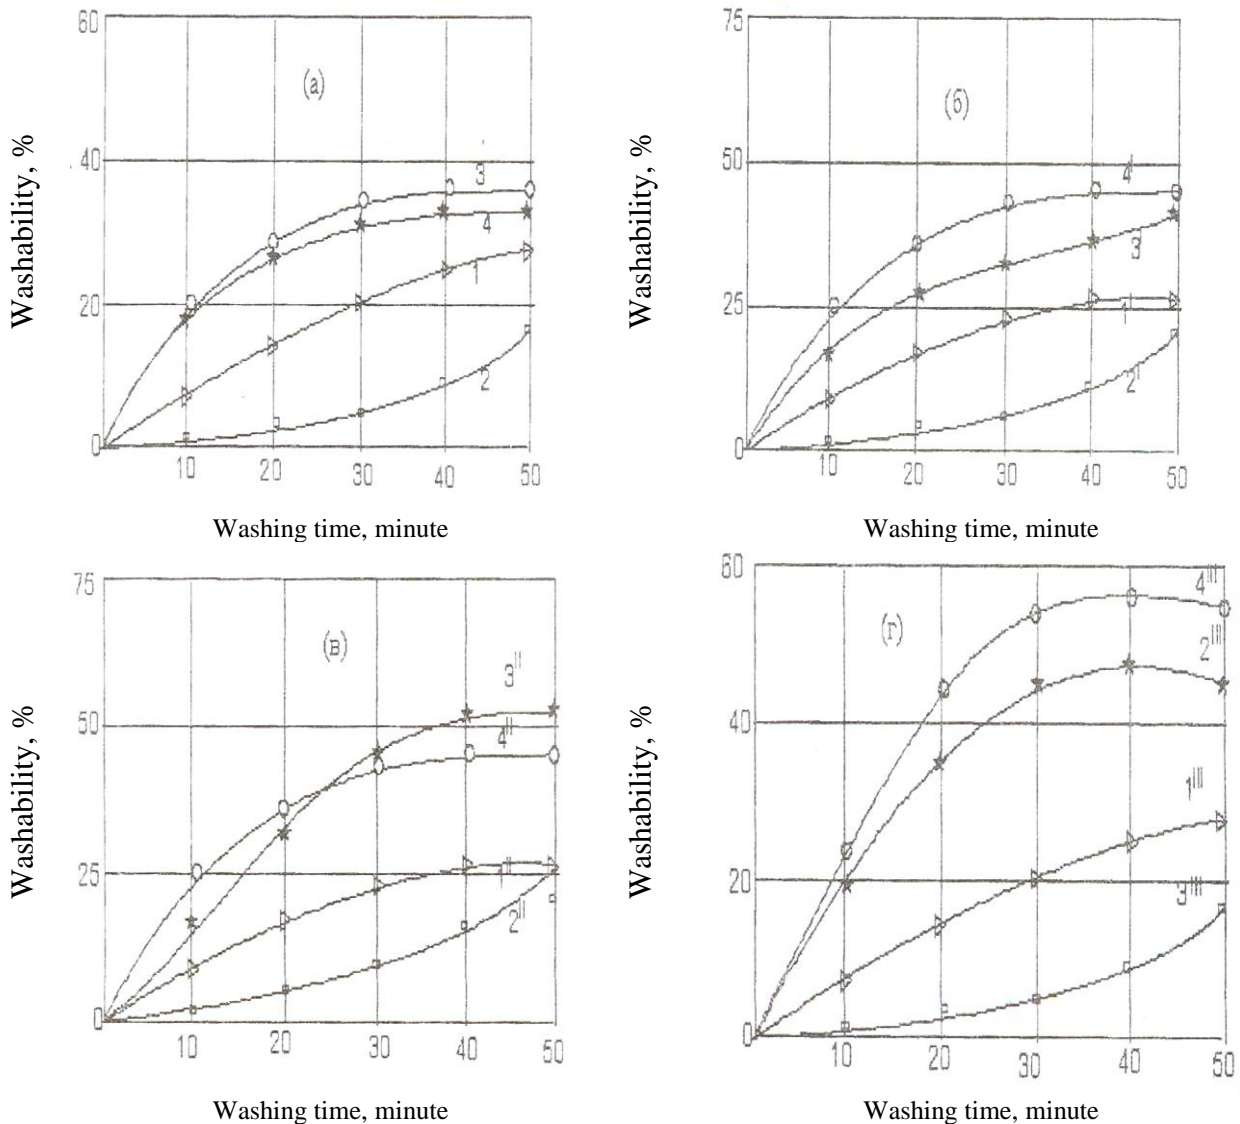 60
40
20
0
(а)
3
4
1
2
10 20 30 40 50
Washability, %
Washing time, minute
75
50
25
0
(б)
4|
3
1
2|
10 20 30 40 50
Washability, %
Washing time, minute
75
50
25
0
(в)
3||
4||
1||
2||
10 20 30 40 50
Washability, %
Washing time, minute
60
40
20
0
(г)
4|||
2|||
1|||
3|||
10 20 30 40 50
Washability, %
Washing time, minute